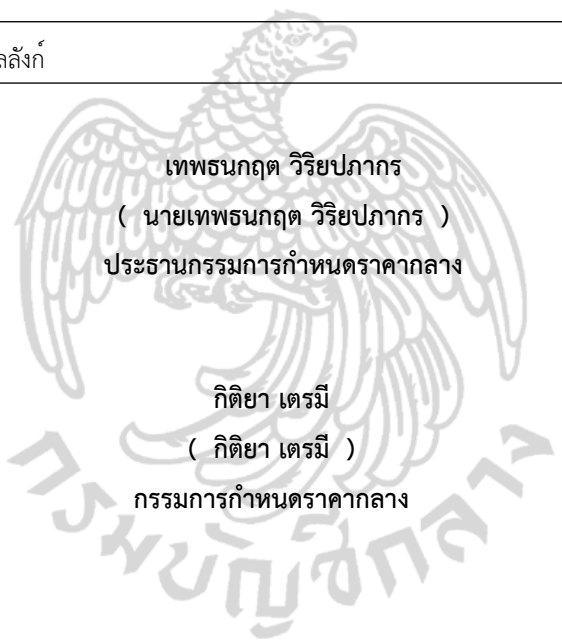 ลลังก์
เทพธนกฤต วิริยปภากร
( นายเทพธนกฤต วิริยปภากร )
ประธานกรรมการกำหนดราคากลาง
กิติยา เตรมี
( กิติยา เตรมี )
กรรมการกำหนดราคากลาง
กรมบัญชีกลาง